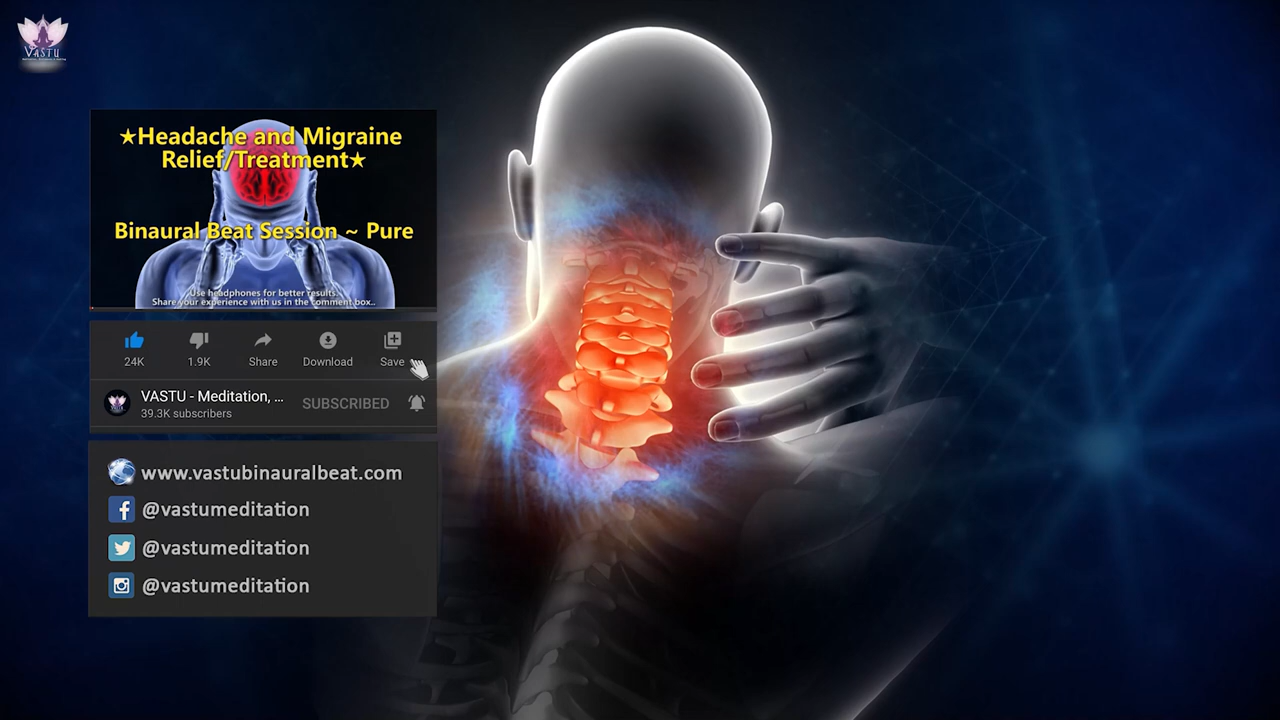 VASTU
★Headache and Migraine
Relief/Treatment★
Binaural Beat Session ~ Pure
Use headphones for better results.
Share your experience with us in the comment box..
24K
1.9K
Share
Download
Save
VASTU - Meditation, ...
39.3K subscribers
SUBSCRIBED
www.vastubinauralbeat.com
@vastumeditation
@vastumeditation
@vastumeditation